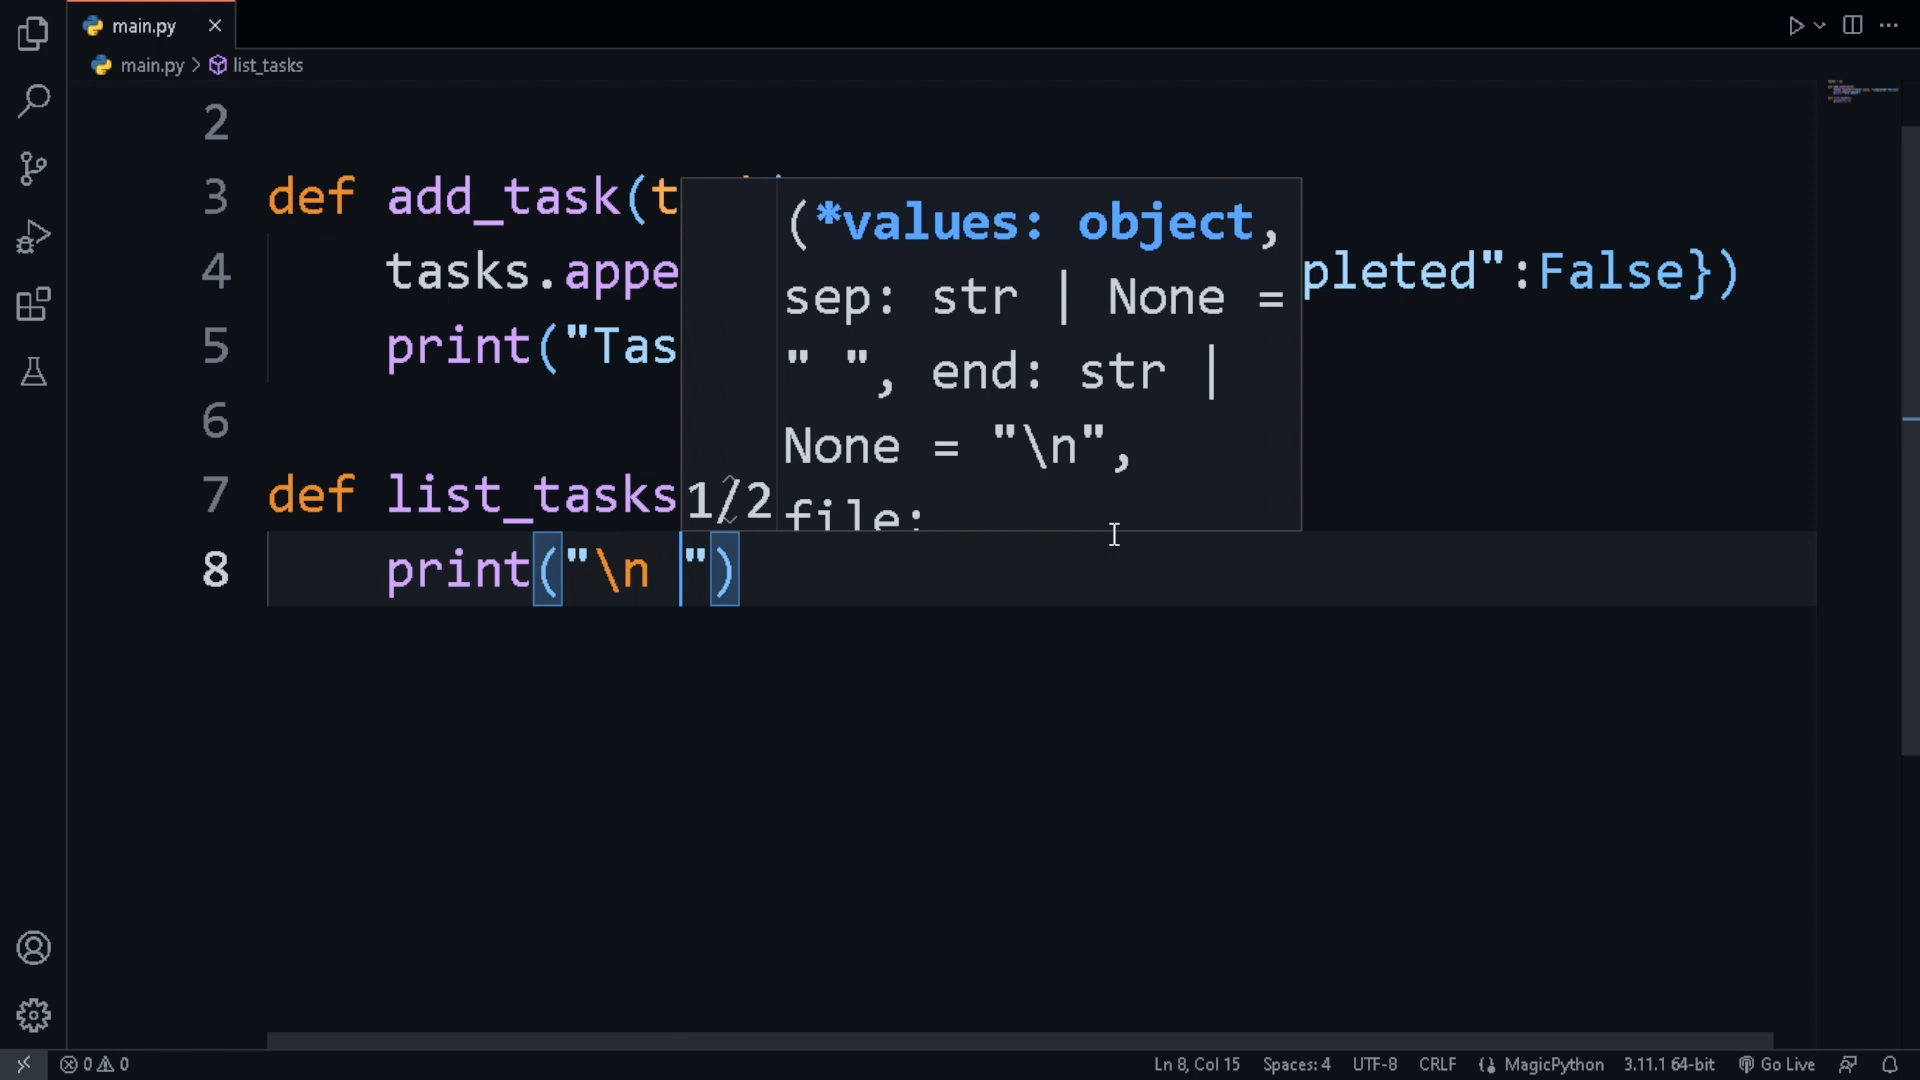 main.py
main.py > list_tasks
2
3 def add_task(t
4 tasks.appe pleted":False})
5 print("Tas
6
7 def list_tasks
8 print("\n ")
(*values: object,
sep: str | None =
" ", end: str |
None = "\n",
file:
1/2
0 0
Ln 8, Col 15 Spaces: 4 UTF-8 CRLF MagicPython 3.11.1 64-bit Go Live